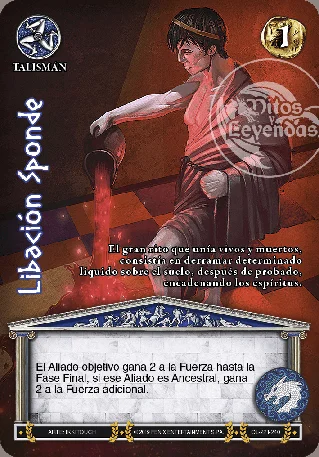 TALISMAN
1
Mitos y
Leyendas
Libación Sponde
El gran rito que unía vivos y muertos,
consistía en derramar determinado
líquido sobre el suelo, después de probado,
encadenando los espíritus.
El Aliado objetivo gana 2 a la Fuerza hasta la
Fase Final, si ese Aliado es Ancestral, gana
2 a la Fuerza adicional.